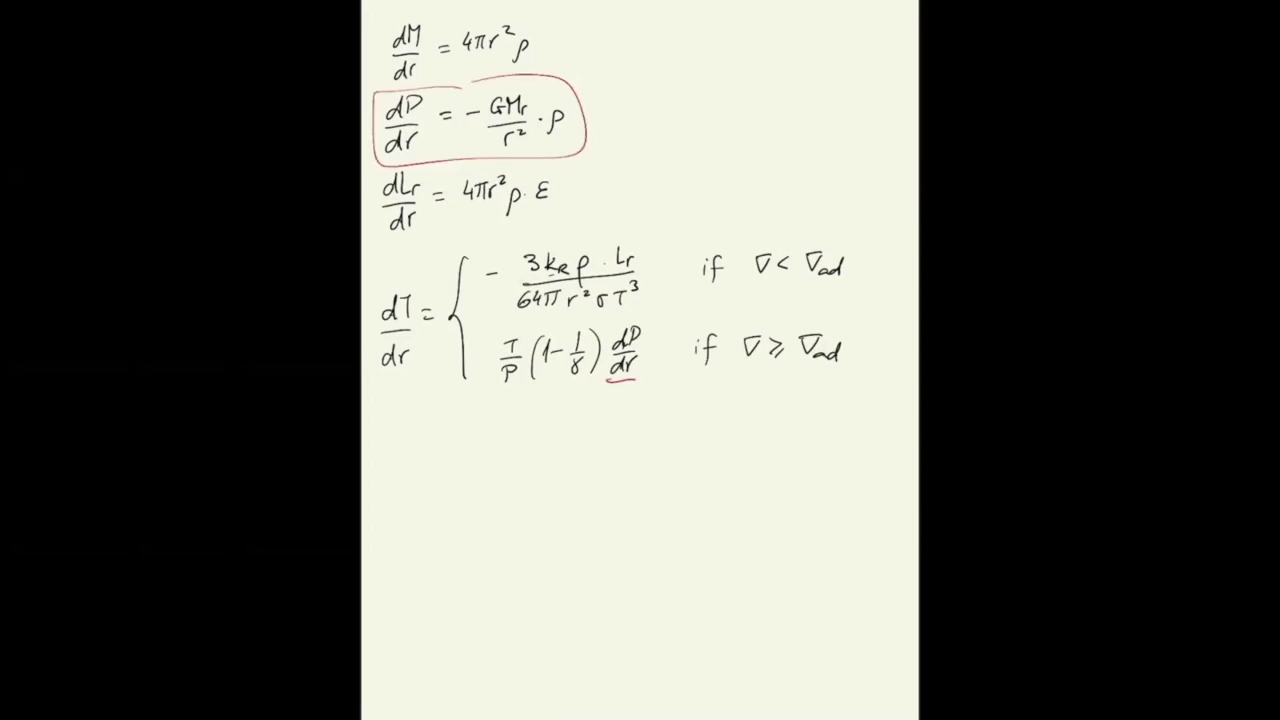 dM/dr = 4πr²ρ
dP/dr = - GMr/r² · ρ
dLr/dr = 4πr²ρ · ε
dT/dr = { - 3kRρ · Lr / 64πr²σT³ if ∇ < ∇ad
T/P (1 - 1/γ) dP/dr if ∇ ≥ ∇ad